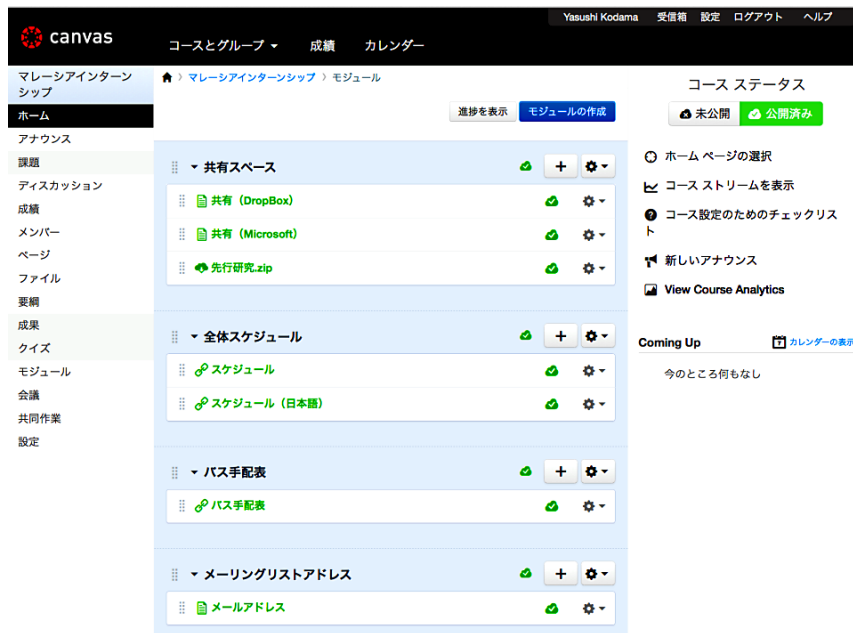 Yasushi Kodama 受信箱 設定 ログアウト ヘルプ
canvas
コースとグループ 成績 カレンダー
マレーシアインターンシップ
ホーム
アナウンス
課題
ディスカッション
成績
メンバー
ページ
ファイル
要綱
成果
クイズ
モジュール
会議
共同作業
設定
マレーシアインターンシップ 〉 モジュール
進捗を表示 モジュールの作成
共有スペース
共有（DropBox）
共有（Microsoft）
先行研究.zip
全体スケジュール
スケジュール
スケジュール（日本語）
バス手配表
バス手配表
メーリングリストアドレス
メールアドレス
コース ステータス
未公開 公開済み
ホーム ページの選択
コース ストリームを表示
コース設定のためのチェックリスト
新しいアナウンス
View Course Analytics
Coming Up カレンダーの表示
今のところ何もなし